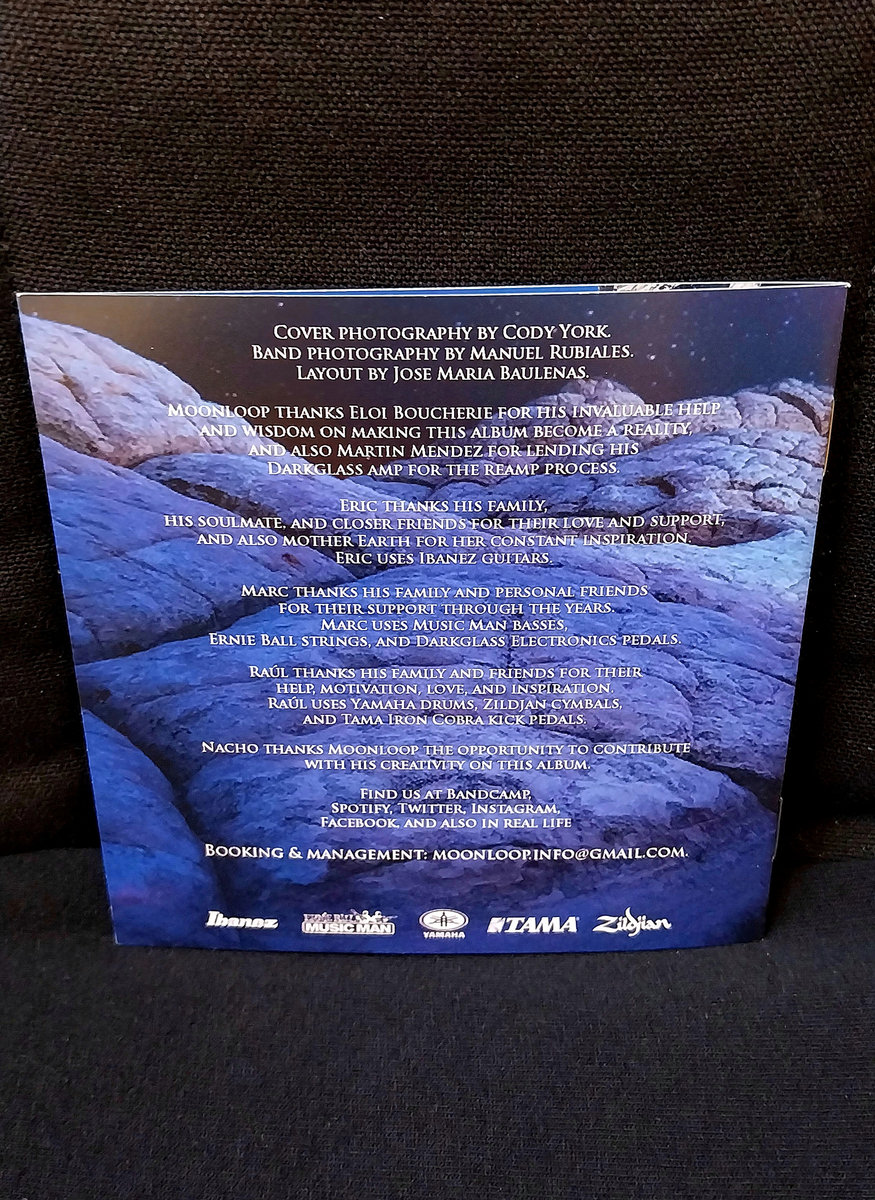 Cover photography by Cody York.
Band photography by Manuel Rubiales.
Layout by Jose Maria Baulenas.
Moonloop thanks Eloi Boucherie for his invaluable help
and wisdom on making this album become a reality,
and also Martin Mendez for lending his
Darkglass amp for the reamp process.
Eric thanks his family,
his soulmate, and closer friends for their love and support,
and also mother Earth for her constant inspiration.
Eric uses Ibanez guitars.
Marc thanks his family and personal friends
for their support through the years.
Marc uses Music Man basses,
Ernie Ball strings, and Darkglass Electronics pedals.
Raúl thanks his family and friends for their
help, motivation, love, and inspiration.
Raúl uses Yamaha drums, Zildjan cymbals,
and Tama Iron Cobra kick pedals.
Nacho thanks Moonloop the opportunity to contribute
with his creativity on this album.
Find us at Bandcamp,
Spotify, Twitter, Instagram,
Facebook, and also in real life
Booking & management: moonloop.info@gmail.com.
Ibanez
ERNIE BALL
MUSIC MAN
YAMAHA
TAMA
Zildjian